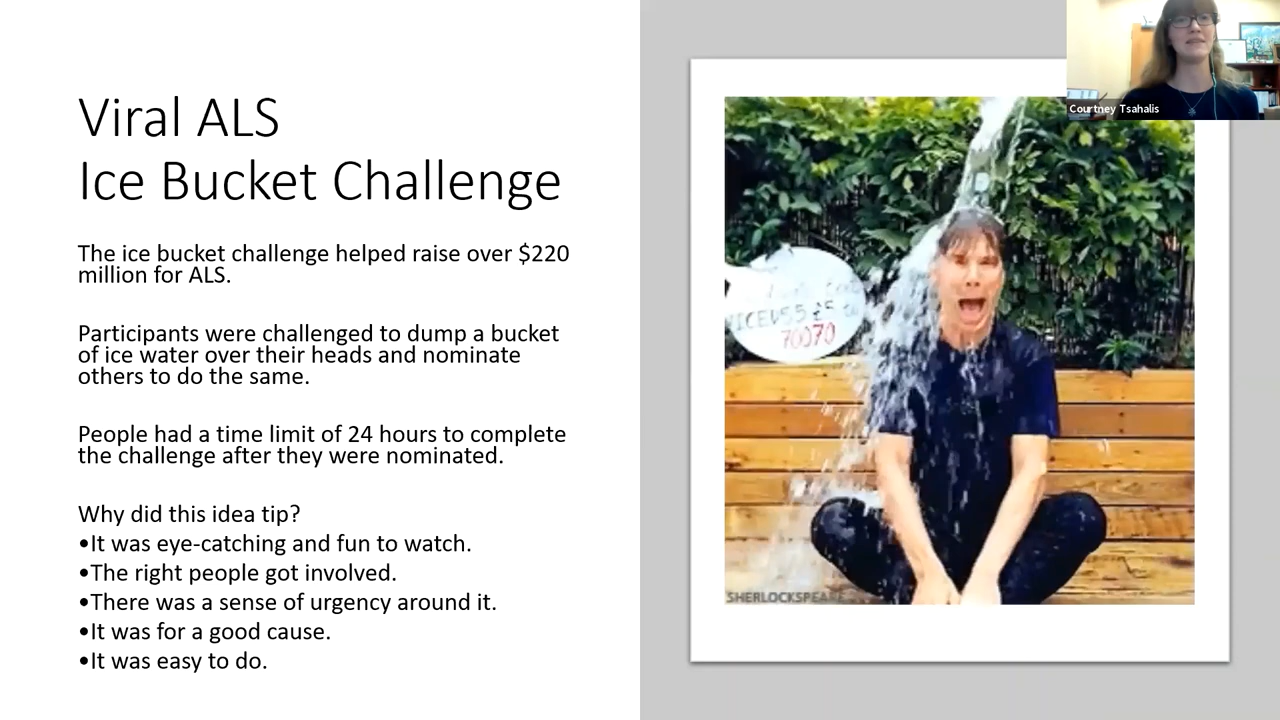 Viral ALS
Ice Bucket Challenge
The ice bucket challenge helped raise over $220
million for ALS.
Participants were challenged to dump a bucket
of ice water over their heads and nominate
others to do the same.
People had a time limit of 24 hours to complete
the challenge after they were nominated.
Why did this idea tip?
•It was eye-catching and fun to watch.
•The right people got involved.
•There was a sense of urgency around it.
•It was for a good cause.
•It was easy to do.
Courtney Tsahalis
70070